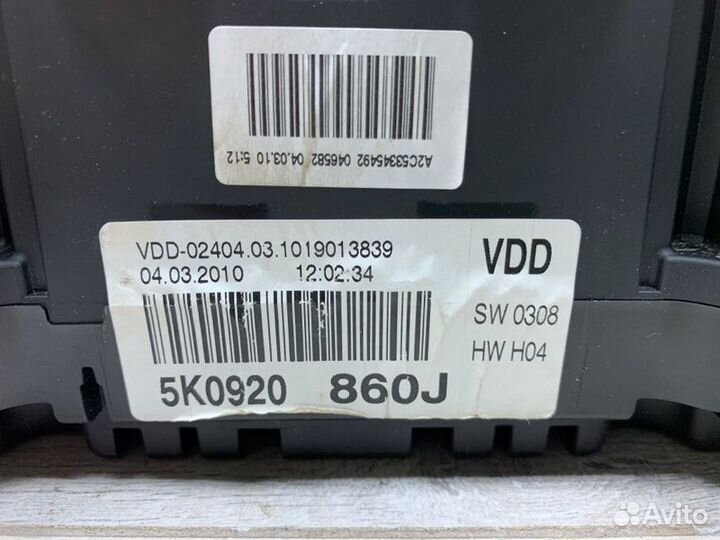 A2C53345492 046582 04.03.10 5:12
VDD-02404.03.1019013839
04.03.2010 12:02:34
VDD
SW 0308
HW H04
5K0920 860J
Avito